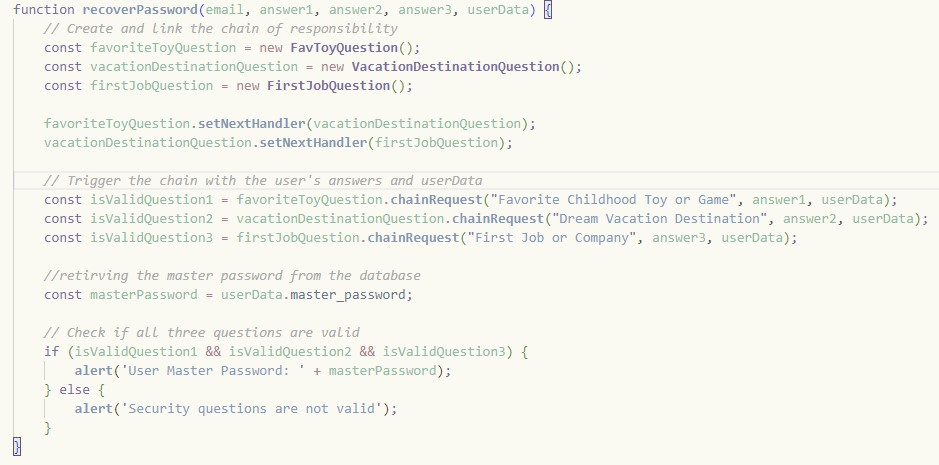 function recoverPassword(email, answer1, answer2, answer3, userData) {
    // Create and link the chain of responsibility
    const favoriteToyQuestion = new FavToyQuestion();
    const vacationDestinationQuestion = new VacationDestinationQuestion();
    const firstJobQuestion = new FirstJobQuestion();

    favoriteToyQuestion.setNextHandler(vacationDestinationQuestion);
    vacationDestinationQuestion.setNextHandler(firstJobQuestion);

    // Trigger the chain with the user's answers and userData
    const isValidQuestion1 = favoriteToyQuestion.chainRequest("Favorite Childhood Toy or Game", answer1, userData);
    const isValidQuestion2 = vacationDestinationQuestion.chainRequest("Dream Vacation Destination", answer2, userData);
    const isValidQuestion3 = firstJobQuestion.chainRequest("First Job or Company", answer3, userData);

    //retirving the master password from the database
    const masterPassword = userData.master_password;

    // Check if all three questions are valid
    if (isValidQuestion1 && isValidQuestion2 && isValidQuestion3) {
        alert('User Master Password: ' + masterPassword);
    } else {
        alert('Security questions are not valid');
    }
}